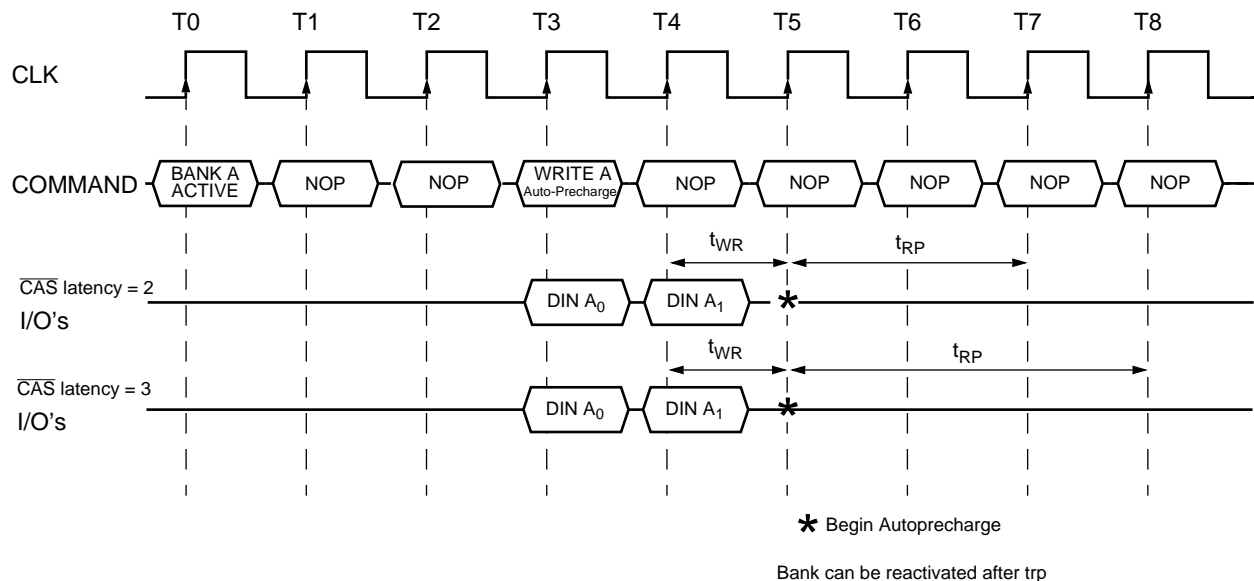 T0 T1 T2 T3 T4 T5 T6 T7 T8
CLK
COMMAND
BANK A
ACTIVE
NOP
NOP
WRITE A
Auto-Precharge
NOP
NOP
NOP
NOP
NOP
tWR
tRP
CAS latency = 2
I/O's
DIN A0
DIN A1
*
tWR
tRP
CAS latency = 3
I/O's
DIN A0
DIN A1
*
* Begin Autoprecharge
Bank can be reactivated after trp